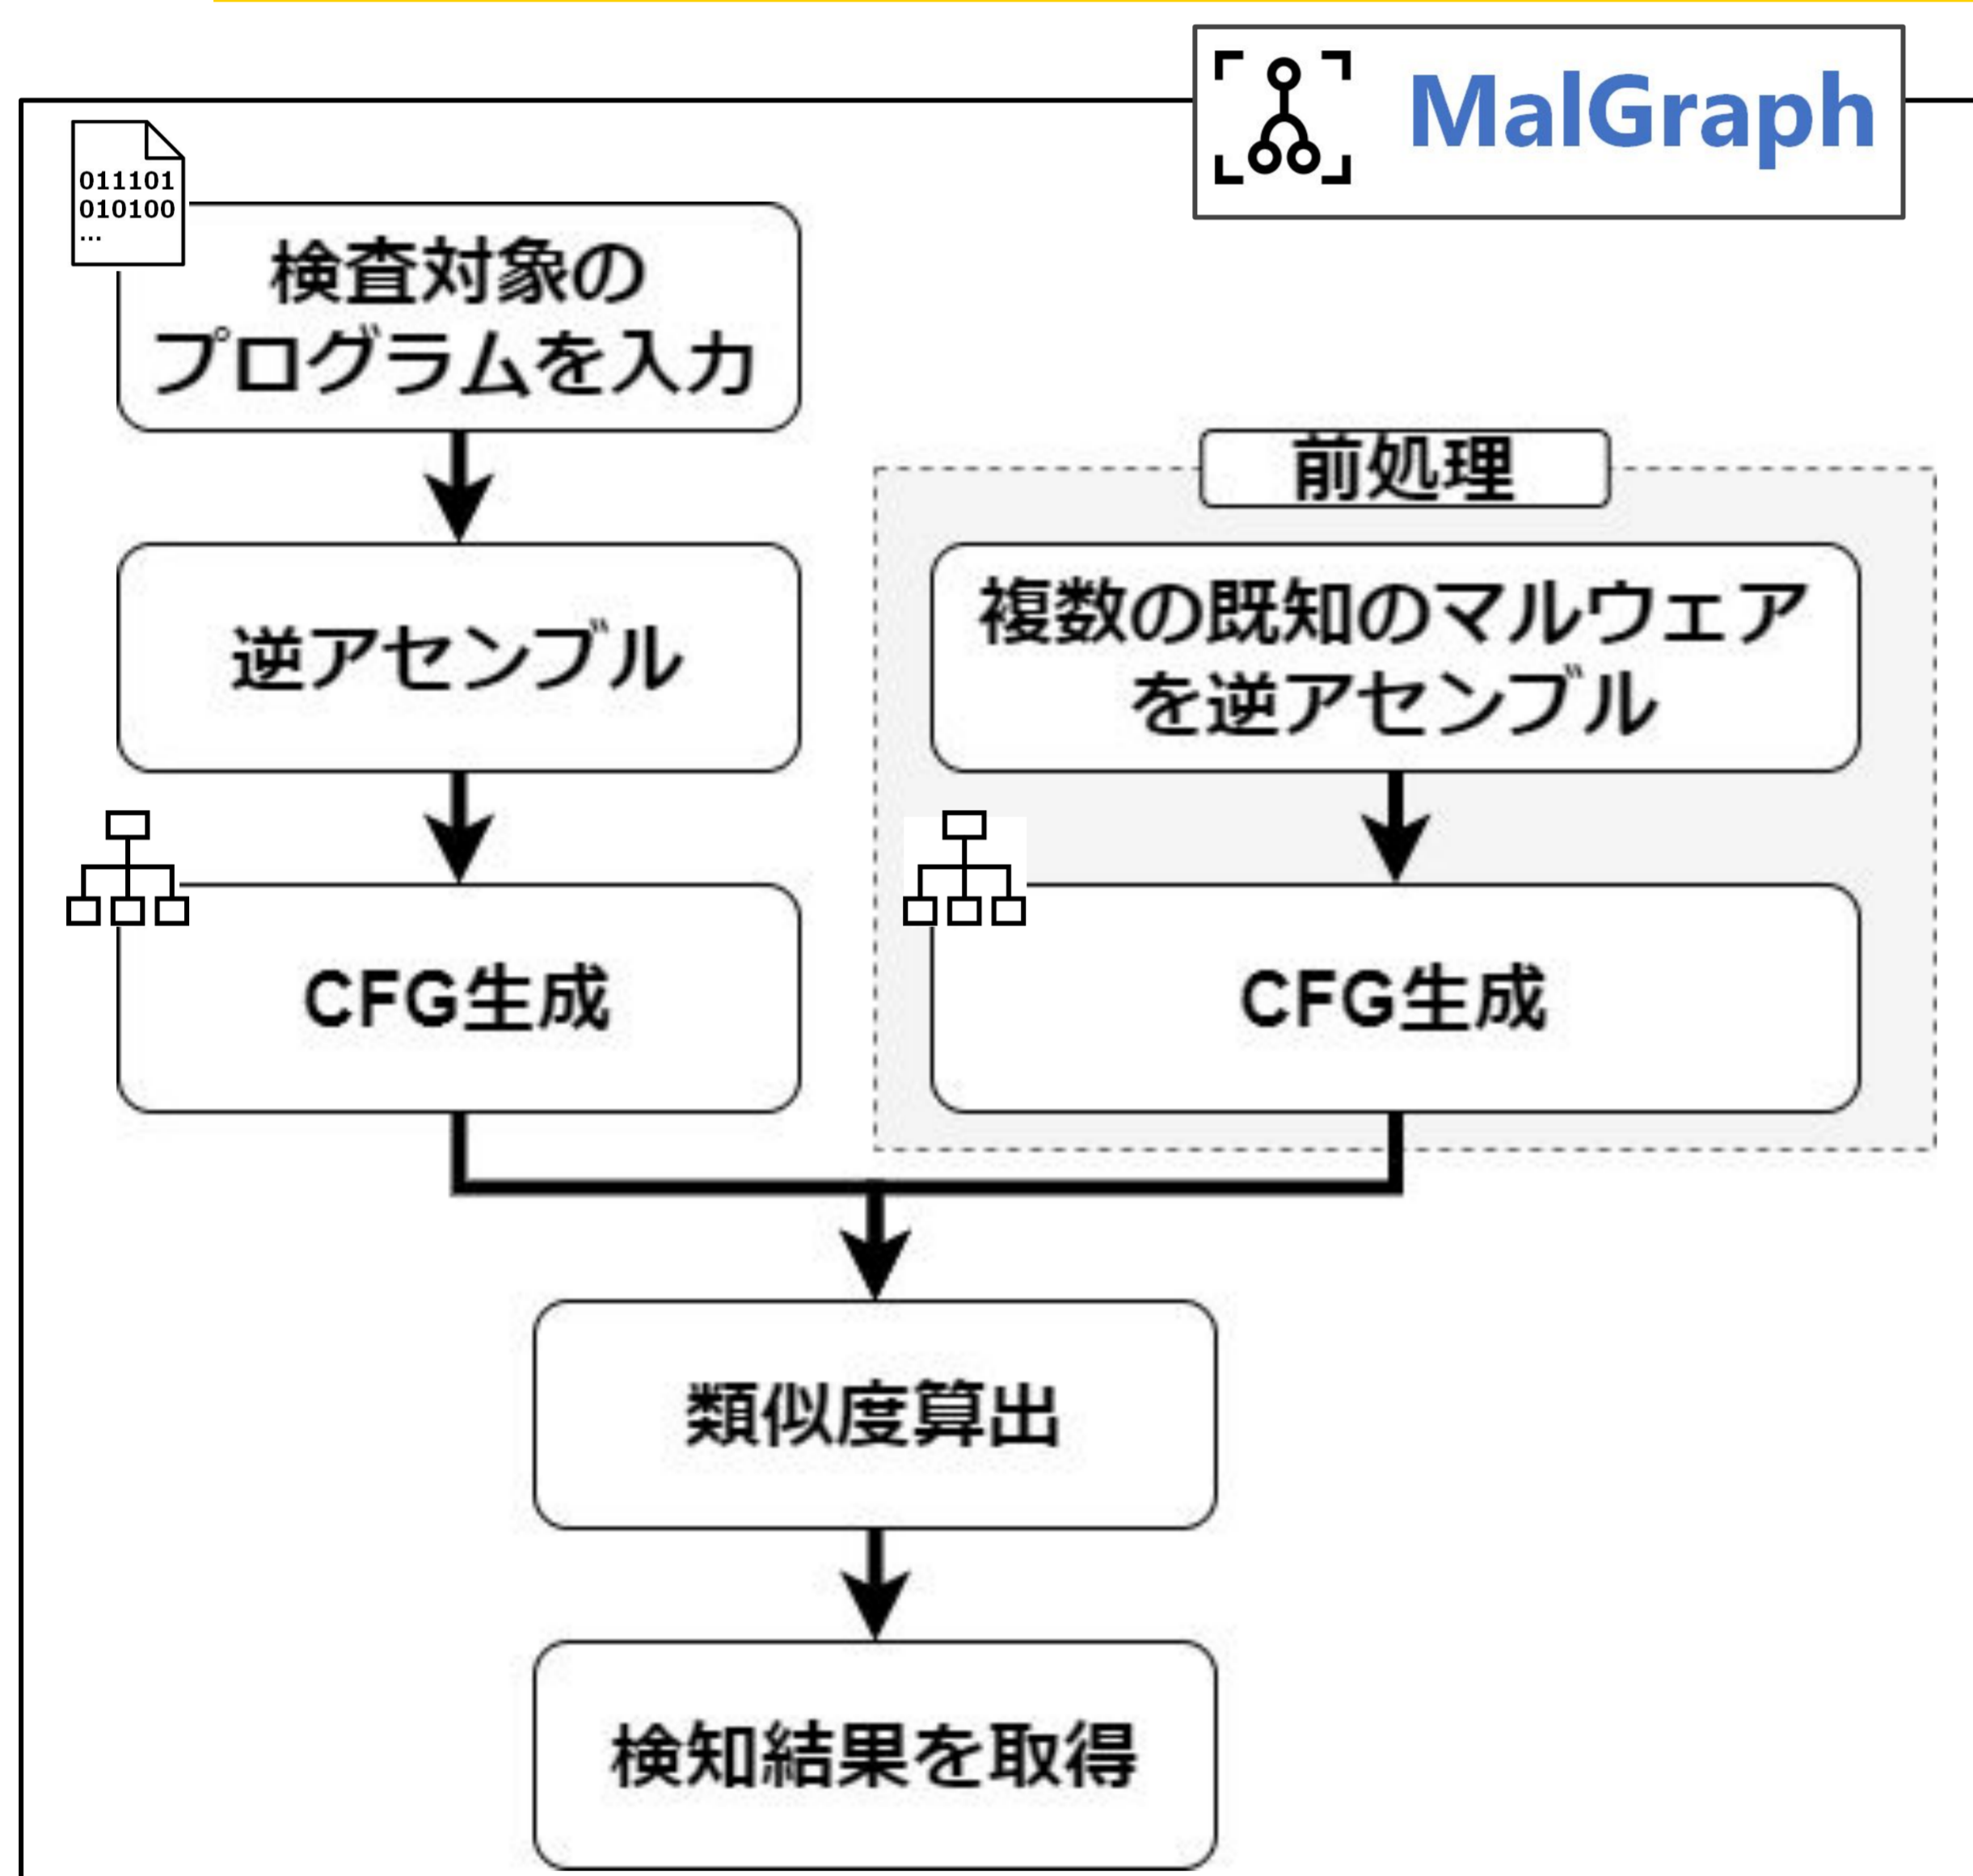 MalGraph
011101
010100
...
検査対象の
プログラムを入力
逆アセンブル
CFG生成
前処理
複数の既知のマルウェア
を逆アセンブル
CFG生成
類似度算出
検知結果を取得